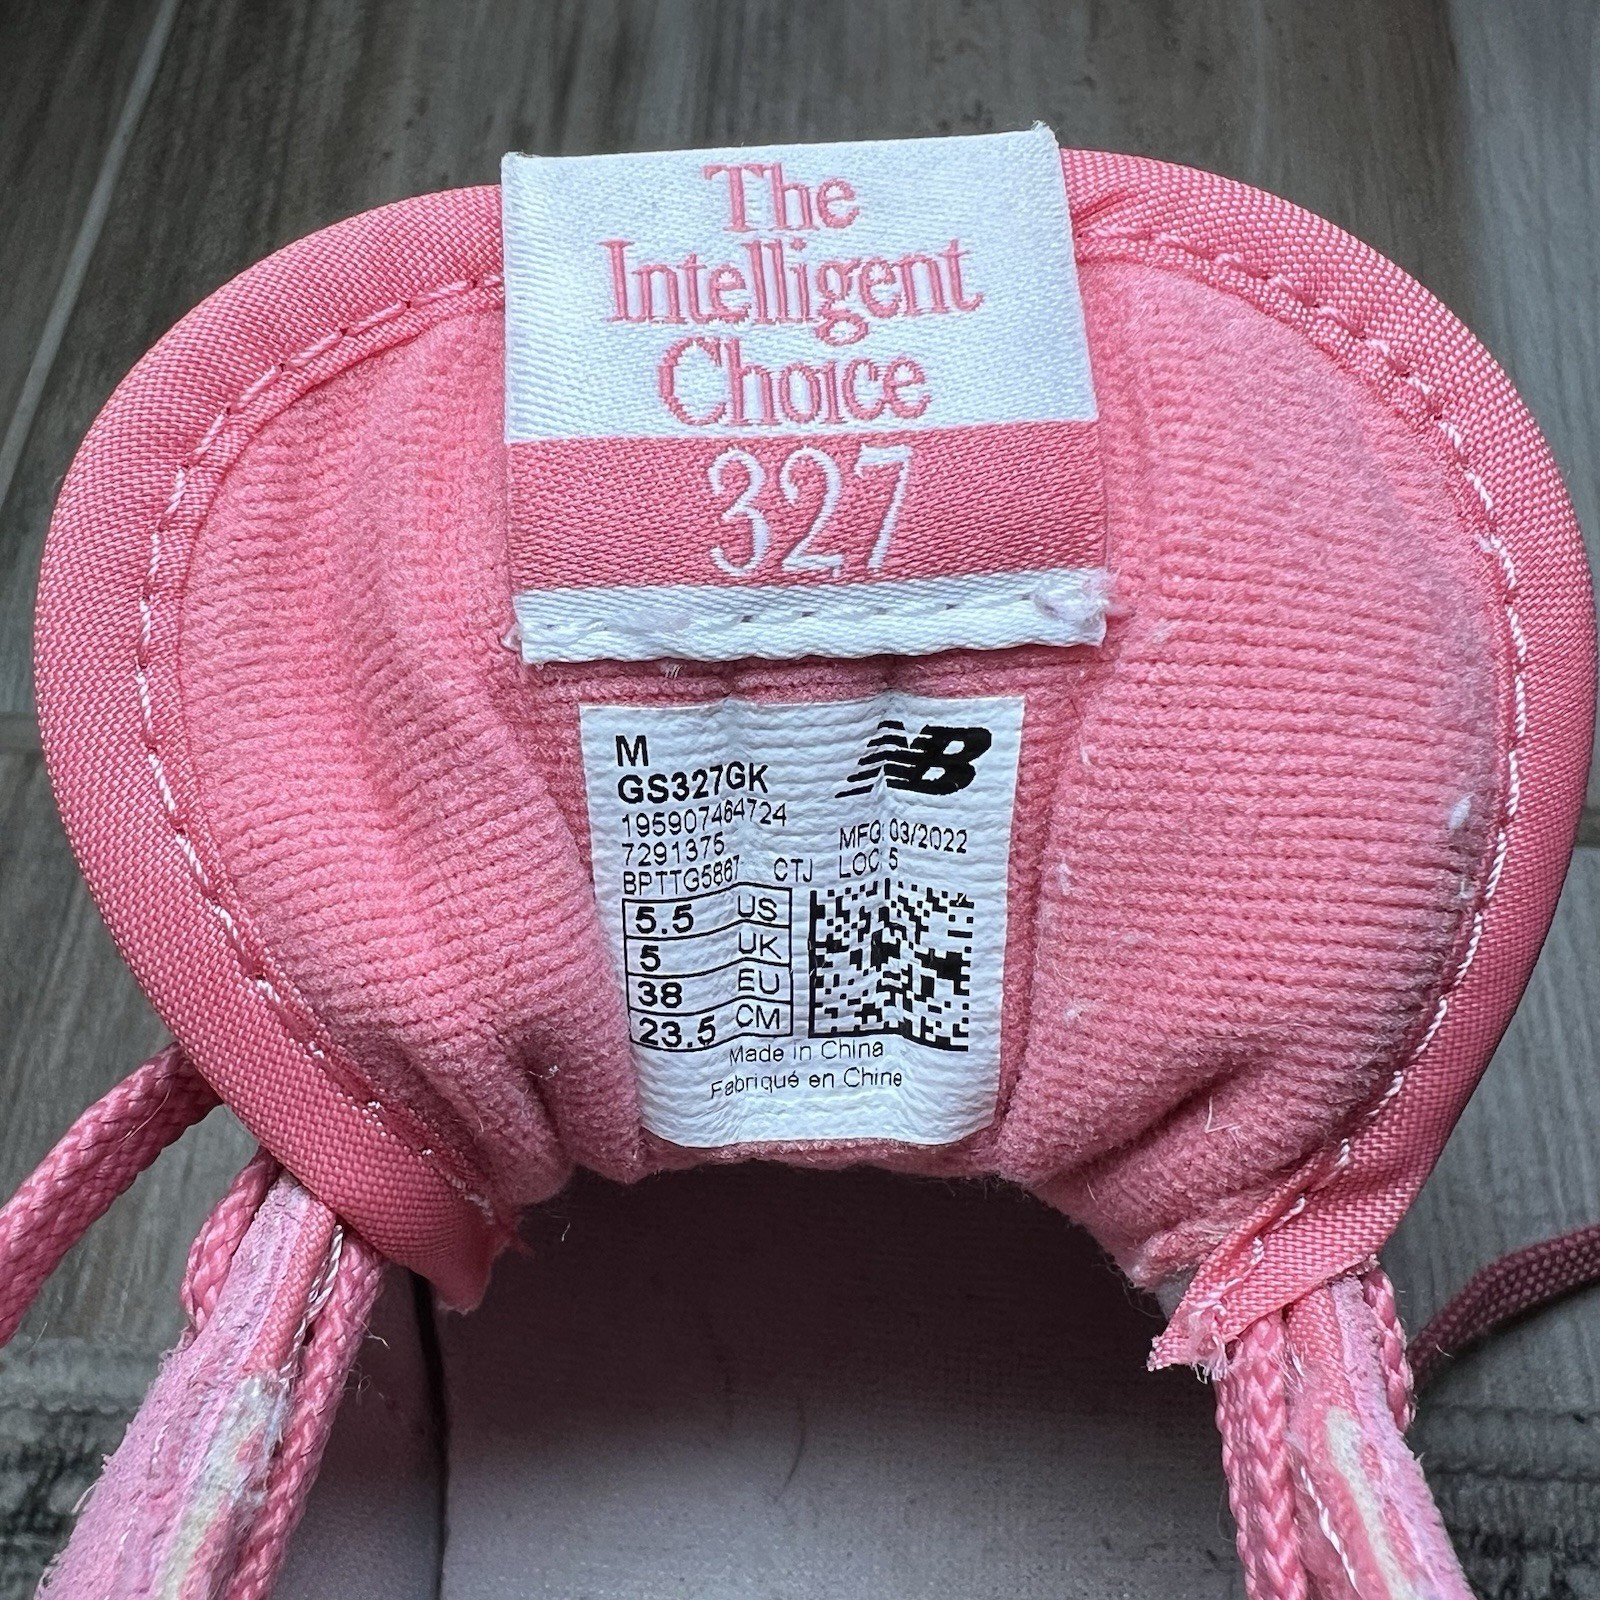 The
Intelligent
Choice
327
M
NB
GS327GK
195907464724
7291375
MFG 03/2022
BPTTG5867 CTJ LOC 5
5.5 US
5 UK
38 EU
23.5 CM
Made in China
Fabriqué en Chine